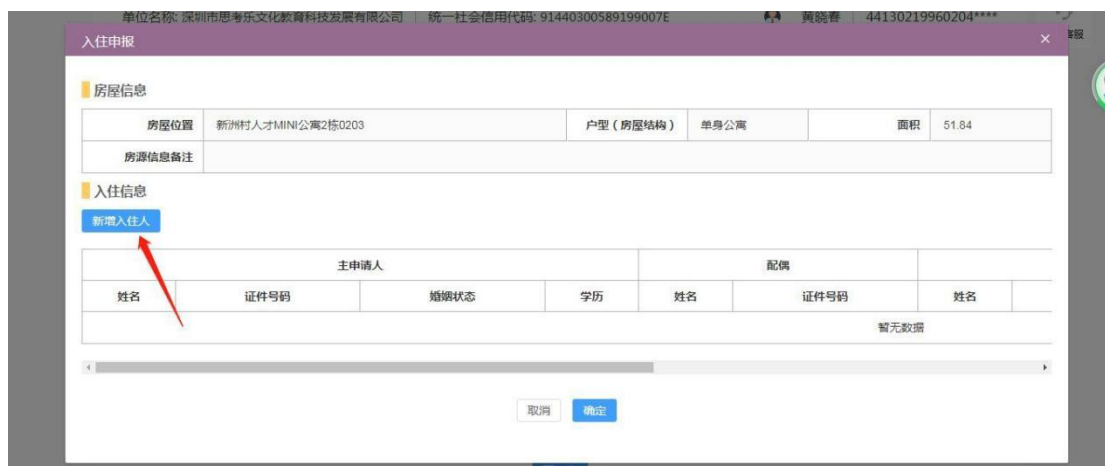 单位名称: 深圳市思考乐文化教育科技发展有限公司 统一社会信用代码: 91440300589199007E 黄晓春 44130219960204****
入住申报 ×
客服
房屋信息
房屋位置 新洲村人才MINI公寓2栋0203 户型（房屋结构） 单身公寓 面积 51.84
房源信息备注
入住信息
新增入住人
主申请人 配偶
姓名 证件号码 婚姻状态 学历 姓名 证件号码 姓名
暂无数据
取消 确定